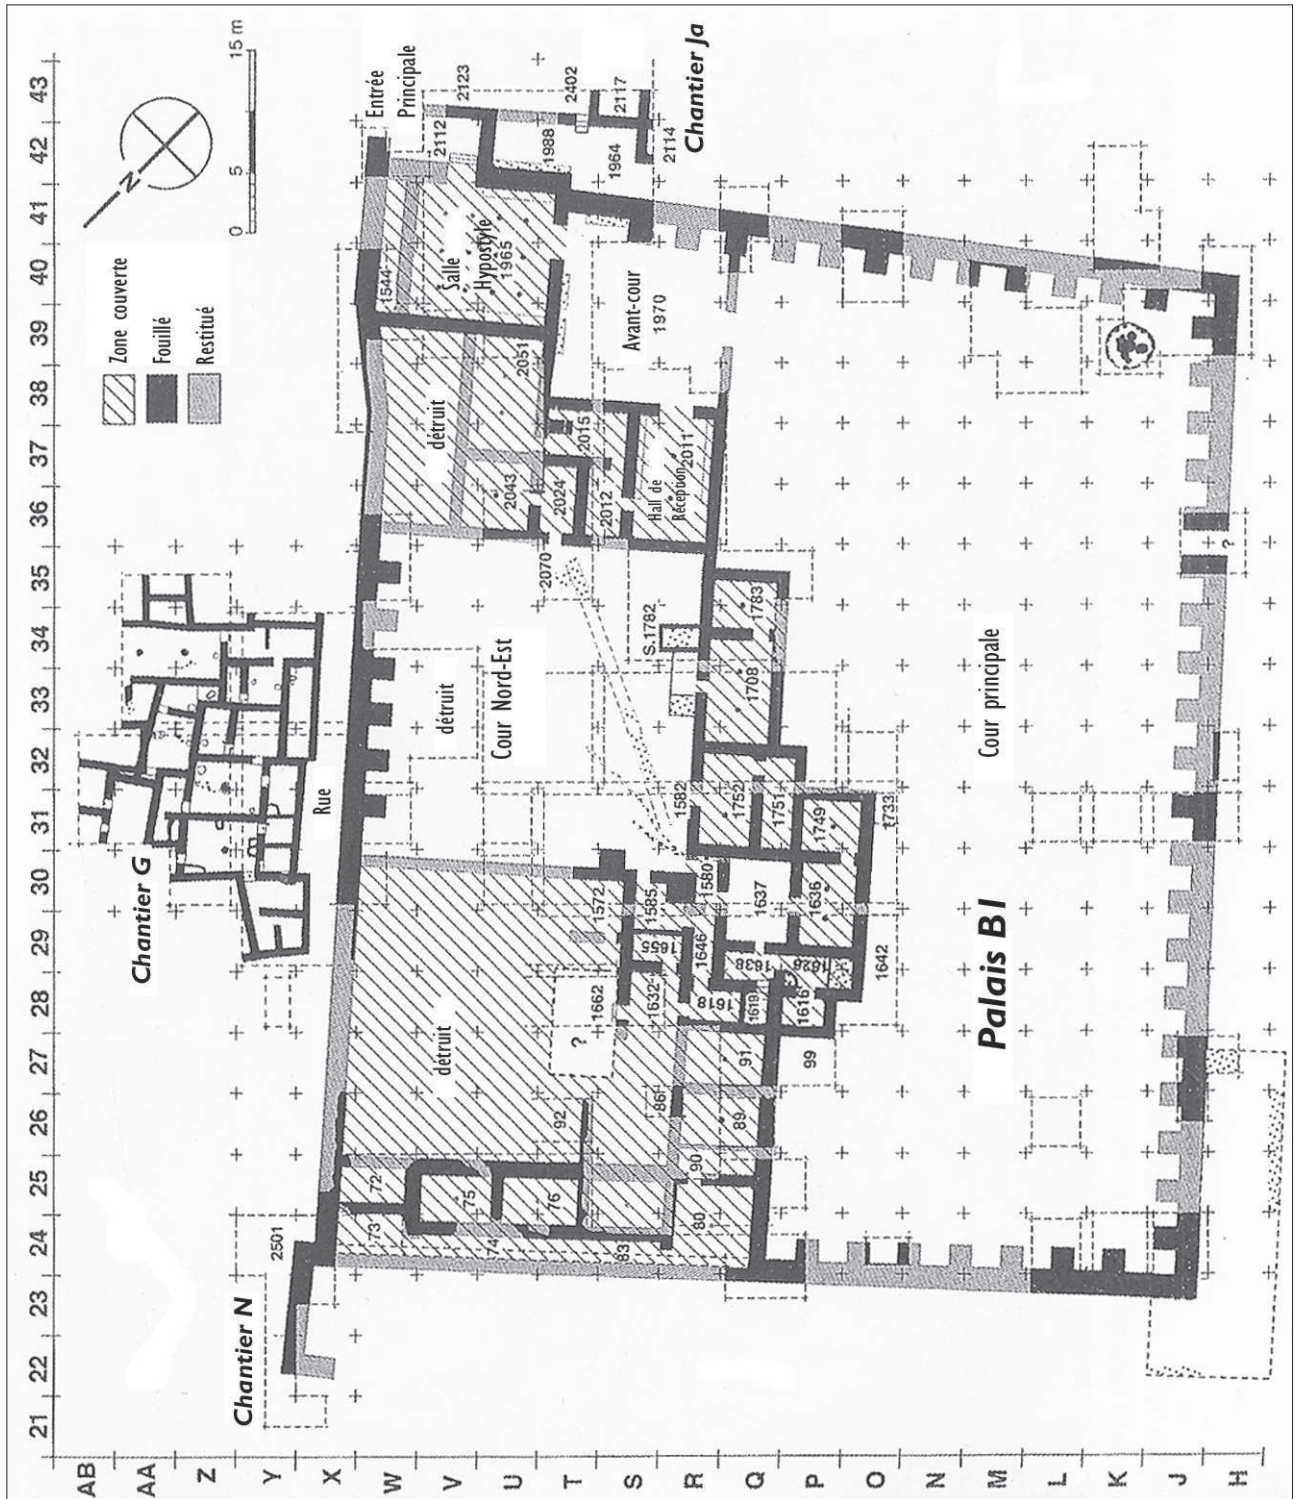 43
42
41
40
39
38
37
36
35
34
33
32
31
30
29
28
27
26
25
24
23
22
21
AB
AA
Z
Y
X
W
V
U
T
S
R
Q
P
O
N
M
L
K
J
H
15 m
5
0
N
Zone couverte
Fouillé
Restitué
Entrée
Principale
2123
2402
2117
Chantier Ja
2112
1988
1964
2114
Salle
Hypostyle
1965
1544
Avant-cour
1970
2051
détruit
2015
2011
Hall de
Réception
2043
2024
2012
2070
S.1782
1783
1708
Cour Nord-Est
détruit
Cour principale
Rue
Chantier G
1582
1752
1751
1749
1733
1572
1585
1580
1637
1636
1655
1646
1638
1626
1642
1662
1632
1618
1619
1616
?
détruit
91
99
Palais B1
92
86
89
90
72
75
76
80
73
74
83
2501
Chantier N
?